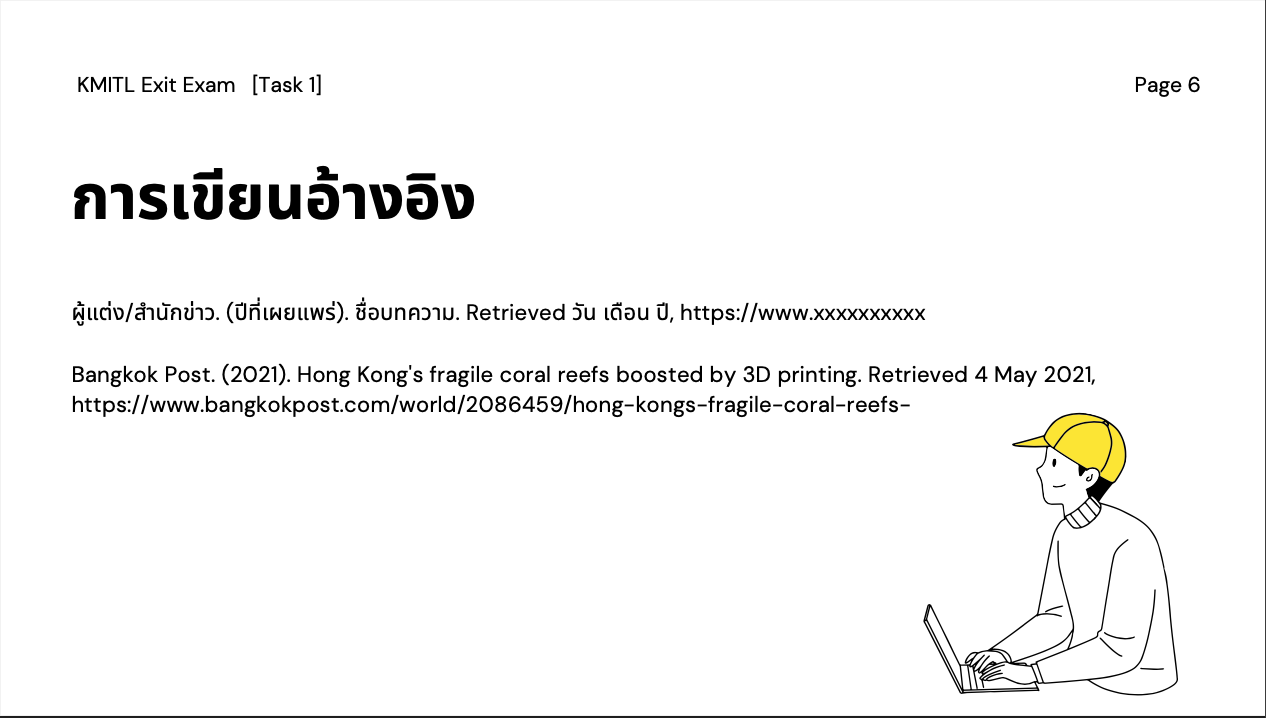 KMITL Exit Exam [Task 1]
Page 6
การเขียนอ้างอิง
ผู้แต่ง/สำนักข่าว. (ปีที่เผยแพร่). ชื่อบทความ. Retrieved วัน เดือน ปี, https://www.xxxxxxxxxx
Bangkok Post. (2021). Hong Kong's fragile coral reefs boosted by 3D printing. Retrieved 4 May 2021,
https://www.bangkokpost.com/world/2086459/hong-kongs-fragile-coral-reefs-